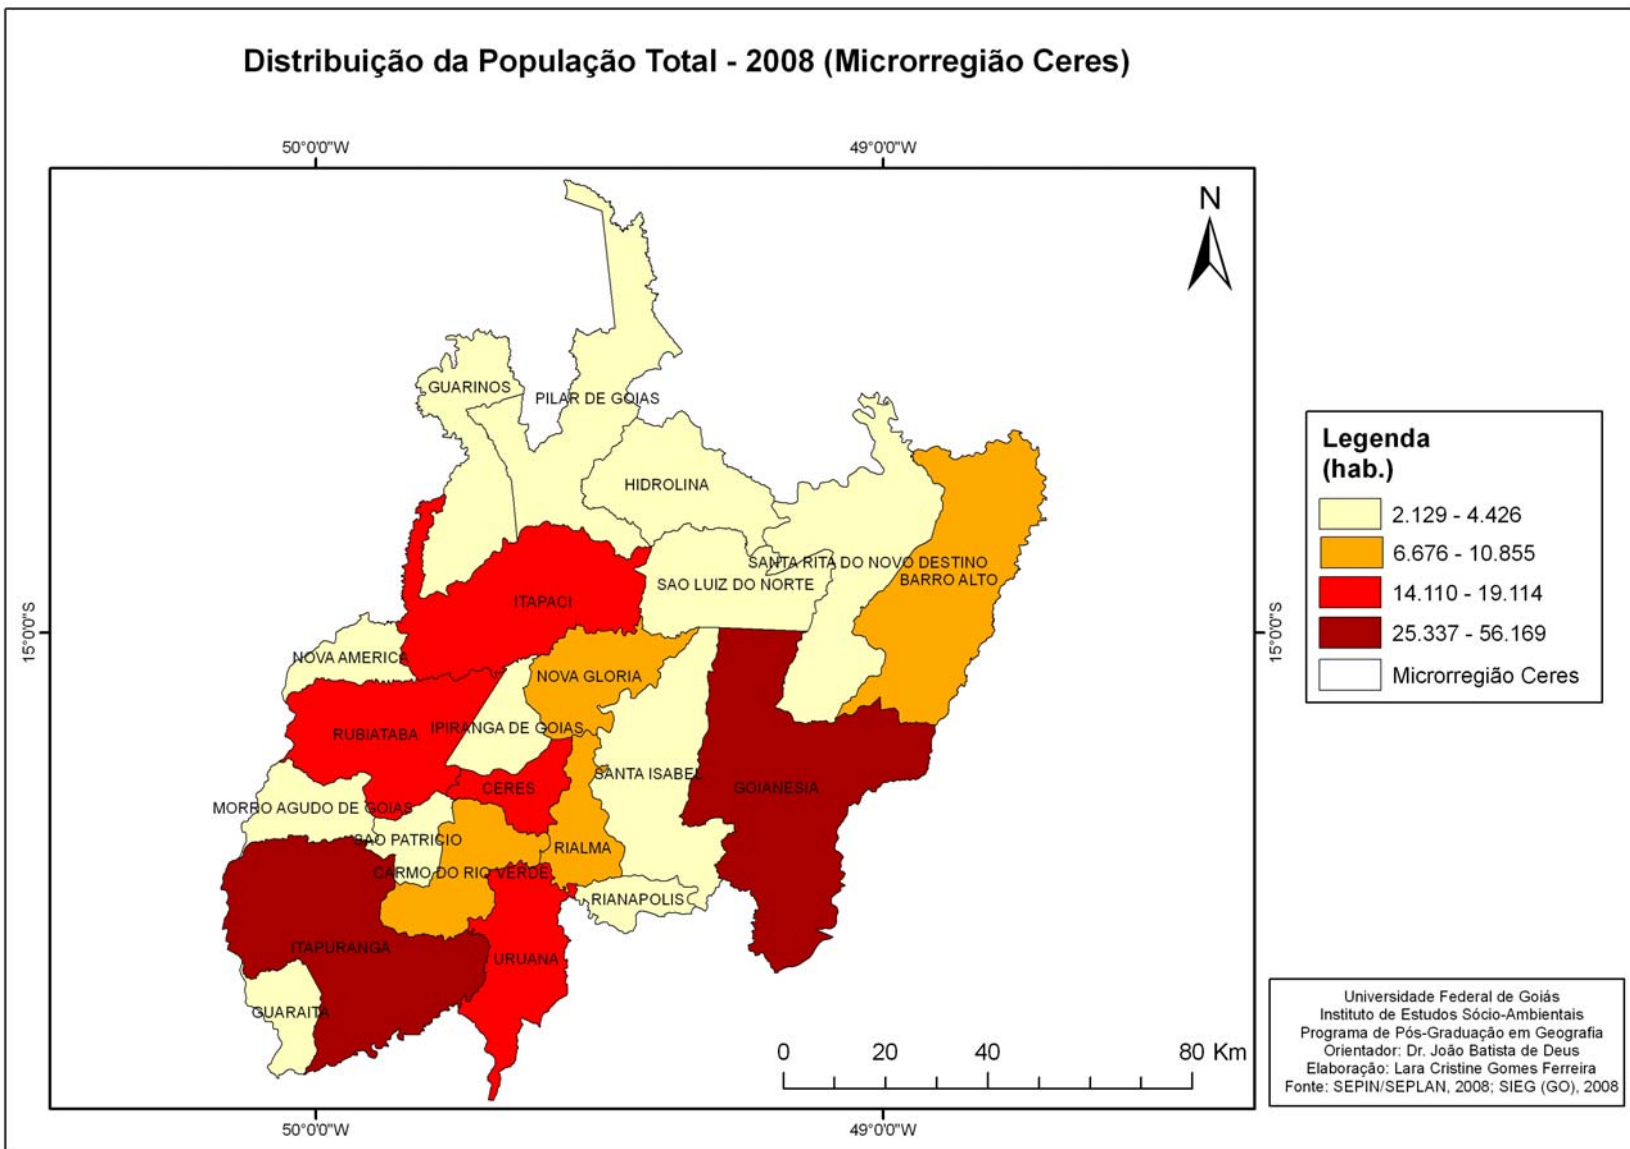 Distribuição da População Total - 2008 (Microrregião Ceres)
50°0'0"W
49°0'0"W
N
GUARINOS
PILAR DE GOIAS
HIDROLINA
SANTA RITA DO NOVO DESTINO
BARRO ALTO
SAO LUIZ DO NORTE
ITAPACI
15°0'0"S
15°0'0"S
NOVA AMERICA
NOVA GLORIA
IPIRANGA DE GOIAS
RUBIATABA
SANTA ISABEL
CERES
GOIANESIA
MORRO AGUDO DE GOIAS
SAO PATRICIO
RIALMA
CARMO DO RIO VERDE
RIANAPOLIS
ITAPURANGA
URUANA
GUARAITA
0 20 40 80 Km
50°0'0"W
49°0'0"W
Legenda
(hab.)
2.129 - 4.426
6.676 - 10.855
14.110 - 19.114
25.337 - 56.169
Microrregião Ceres
Universidade Federal de Goiás
Instituto de Estudos Sócio-Ambientais
Programa de Pós-Graduação em Geografia
Orientador: Dr. João Batista de Deus
Elaboração: Lara Cristine Gomes Ferreira
Fonte: SEPIN/SEPLAN, 2008; SIEG (GO), 2008